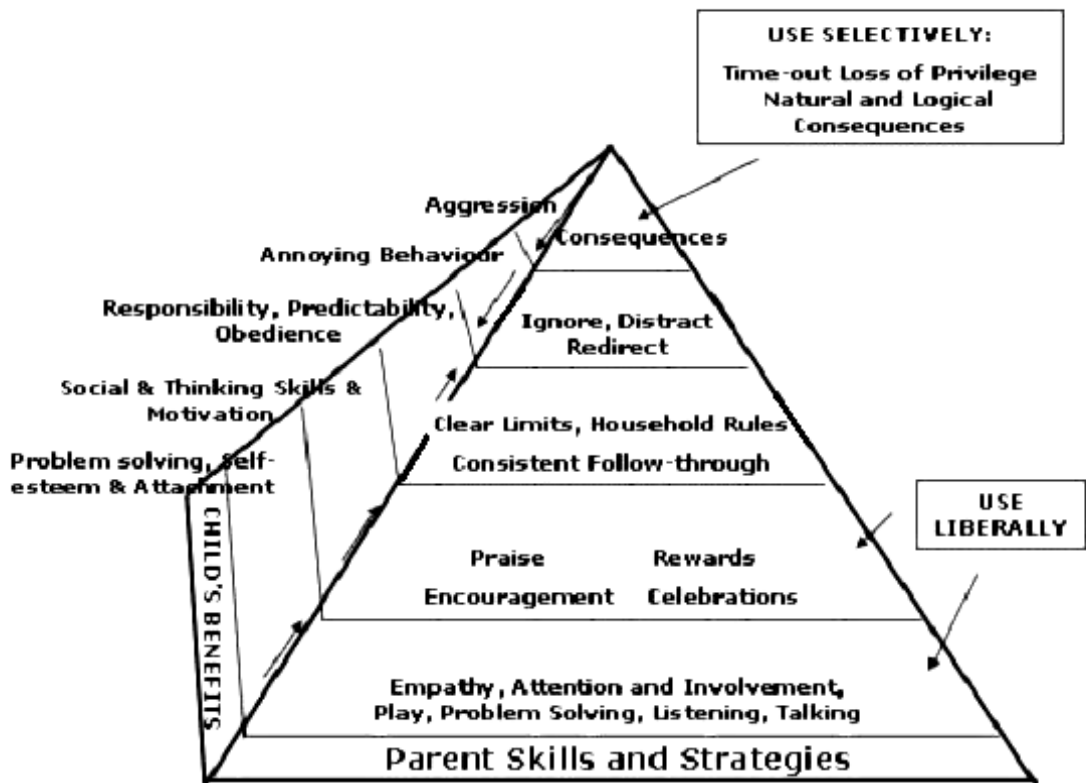 USE SELECTIVELY:
Time-out Loss of Privilege
Natural and Logical
Consequences
Aggression
Consequences
Annoying Behaviour
Ignore, Distract
Redirect
Responsibility, Predictability,
Obedience
Clear Limits, Household Rules
Consistent Follow-through
Social & Thinking Skills &
Motivation
USE
LIBERALLY
Praise Rewards
Encouragement Celebrations
Problem solving, Self-
esteem & Attachment
Empathy, Attention and Involvement,
Play, Problem Solving, Listening, Talking
CHILD'S BENEFITS
Parent Skills and Strategies